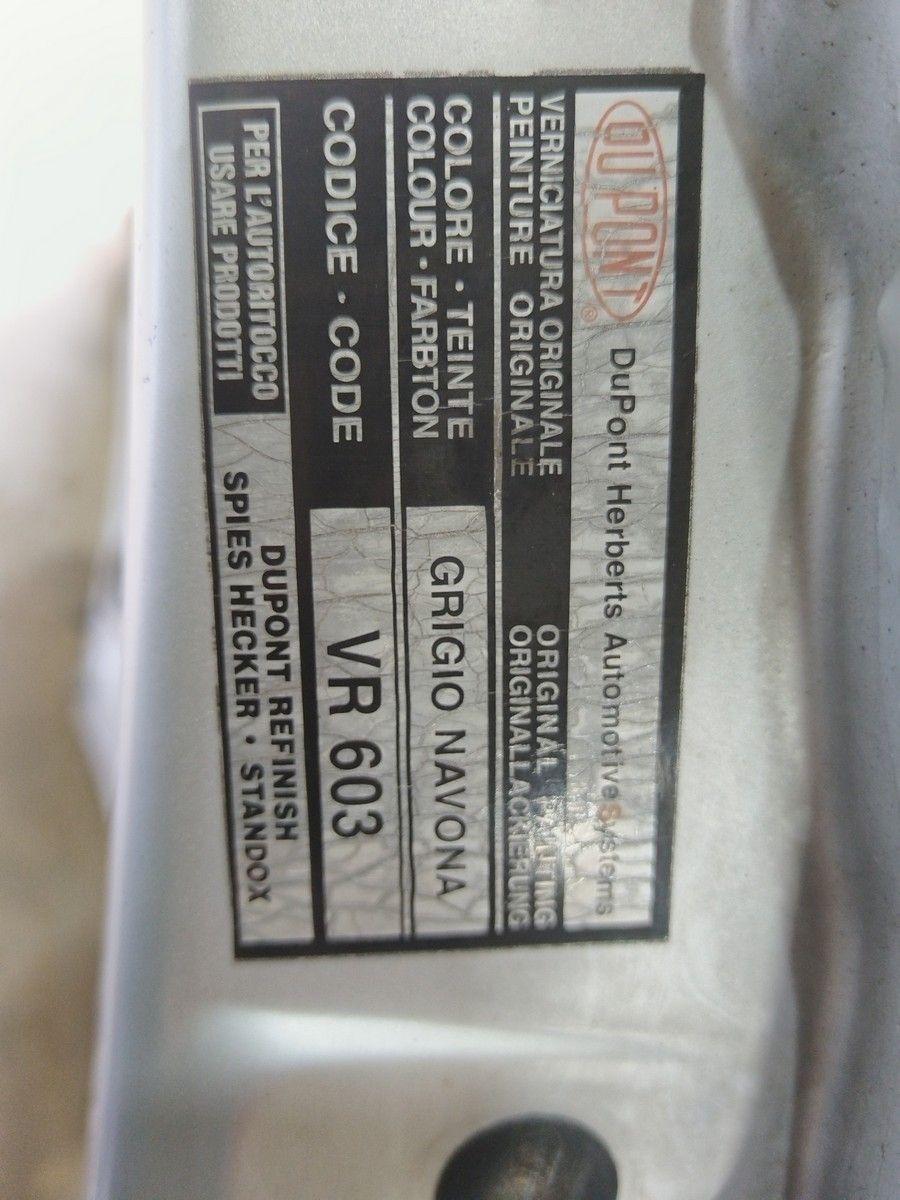 DUPONT® DuPont Herberts Automotive Systems
VERNICIATURA ORIGINALE ORIGINAL PAINTING
PEINTURE ORIGINALE ORIGINALLACKIERUNG
COLORE · TEINTE
COLOUR · FARBTON
GRIGIO NAVONA
CODICE · CODE VR 603
PER L'AUTORITOCCO
USARE PRODOTTI
DUPONT REFINISH
SPIES HECKER · STANDOX